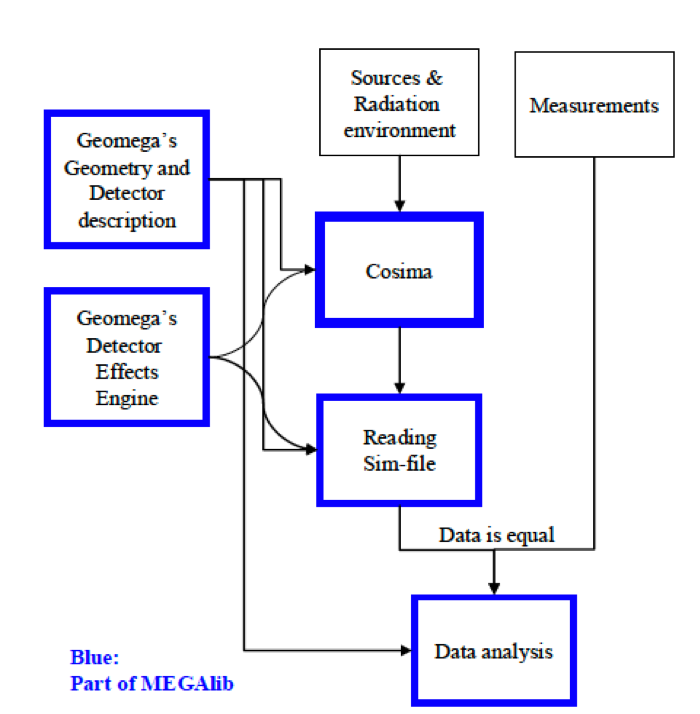 Sources &
Radiation
environment
Measurements
Geomega's
Geometry and
Detector
description
Cosima
Geomega's
Detector
Effects
Engine
Reading
Sim-file
Data is equal
Data analysis
Blue:
Part of MEGAlib